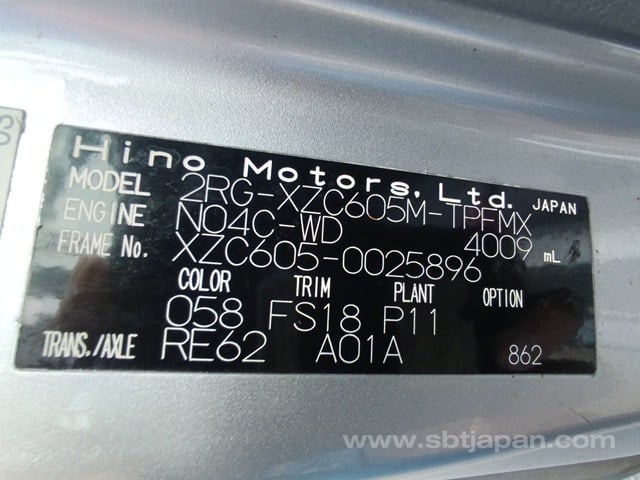 Hino Motors, Ltd. JAPAN
MODEL 2RG-XZC605M-TPFMX
ENGINE N04C-WD 4009 mL
FRAME No. XZC605-0025896
COLOR TRIM PLANT OPTION
058 FS18 P11
TRANS./AXLE RE62 A01A 862
www.sbtjapan.com